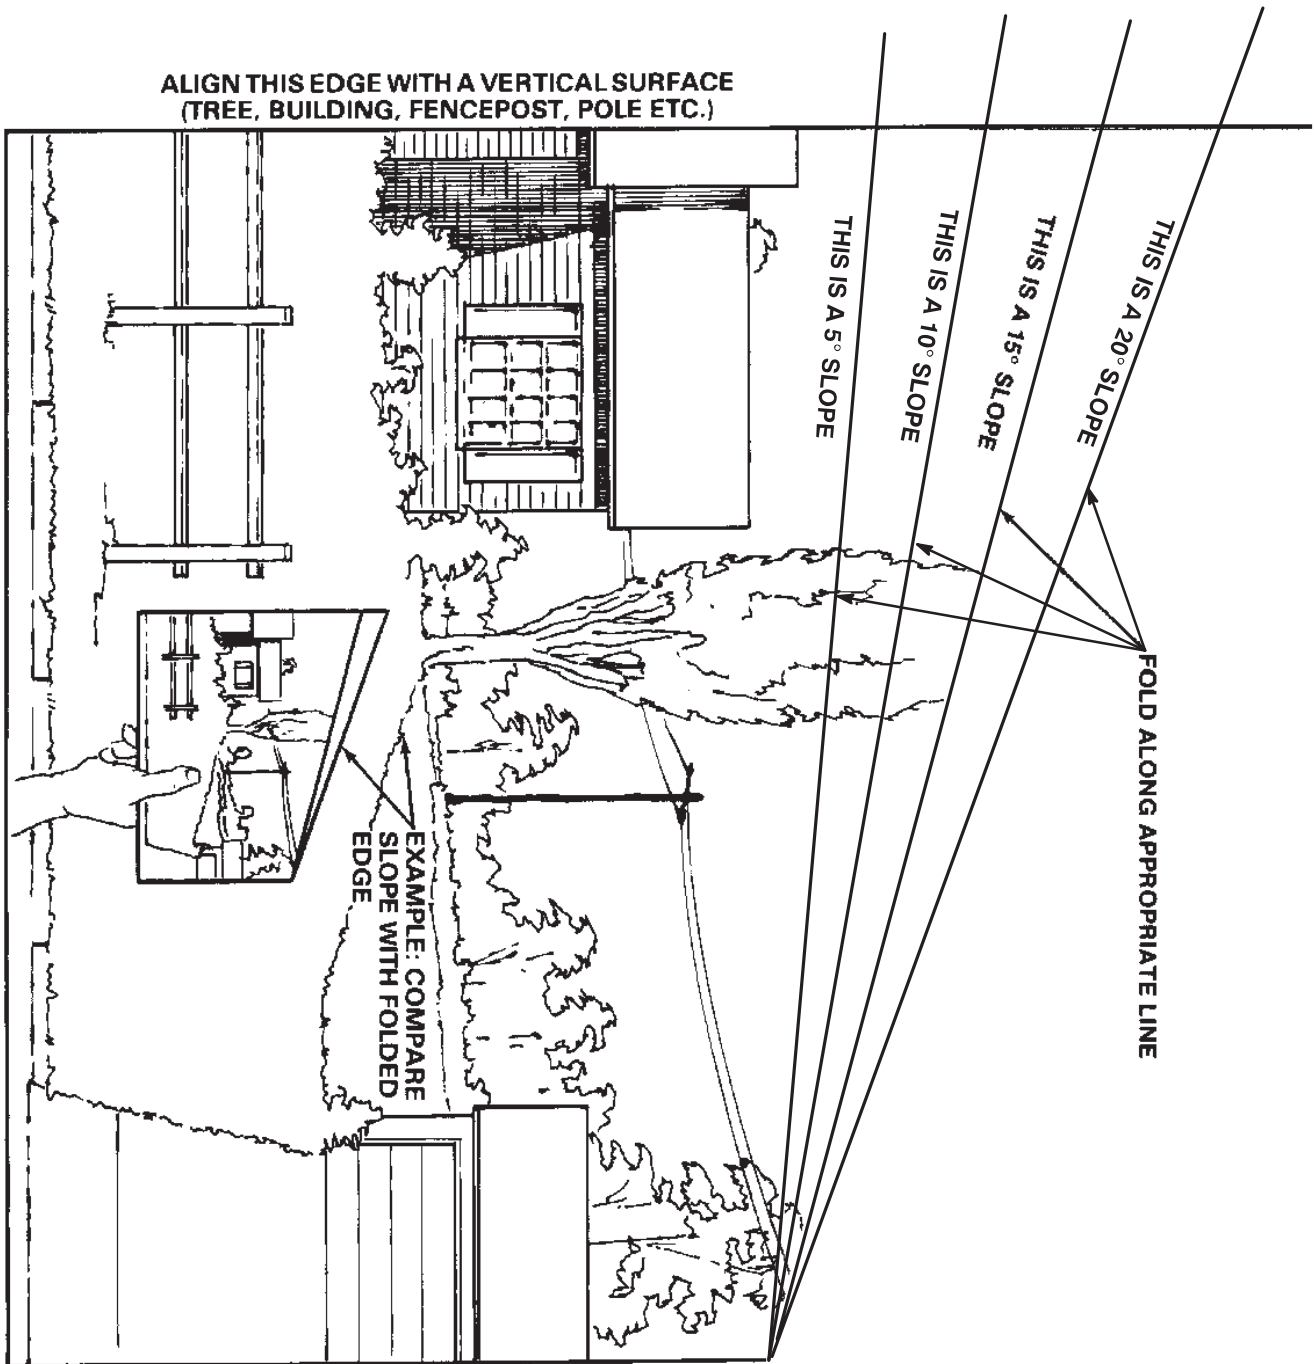 ALIGN THIS EDGE WITH A VERTICAL SURFACE
(TREE, BUILDING, FENCEPOST, POLE ETC.)
THIS IS A 5° SLOPE
THIS IS A 10° SLOPE
THIS IS A 15° SLOPE
THIS IS A 20° SLOPE
FOLD ALONG APPROPRIATE LINE
EXAMPLE: COMPARE
SLOPE WITH FOLDED
EDGE